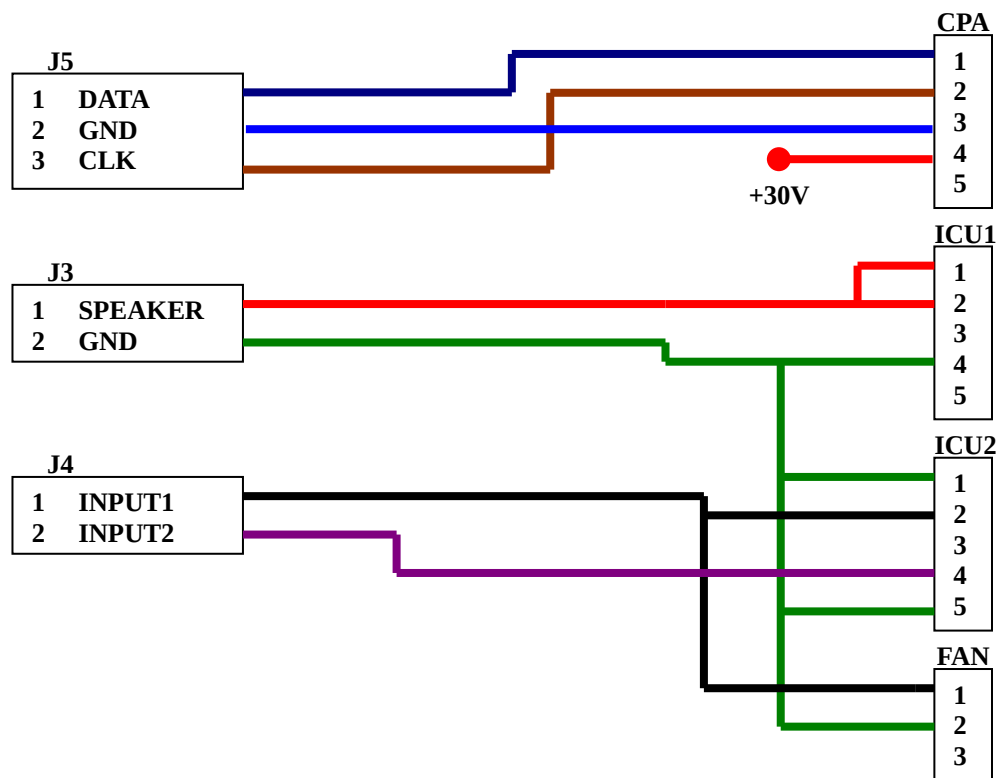 J5
1 DATA
2 GND
3 CLK
CPA
1
2
3
4
5
+30V
J3
1 SPEAKER
2 GND
ICU1
1
2
3
4
5
J4
1 INPUT1
2 INPUT2
ICU2
1
2
3
4
5
FAN
1
2
3